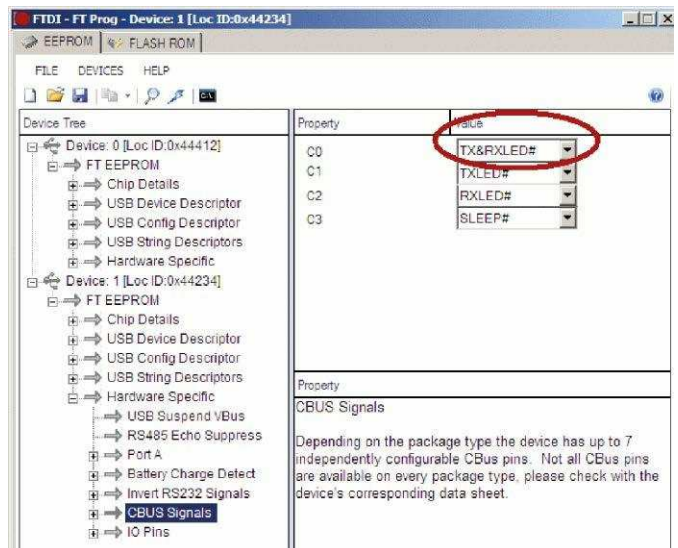 FTDI - FT Prog - Device: 1 [Loc ID:0x44234]
EEPROM
FLASH ROM
FILE DEVICES HELP
Device Tree
Device: 0 [Loc ID:0x44412]
FT EEPROM
Chip Details
USB Device Descriptor
USB Config Descriptor
USB String Descriptors
Hardware Specific
Device: 1 [Loc ID:0x44234]
FT EEPROM
Chip Details
USB Device Descriptor
USB Config Descriptor
USB String Descriptors
Hardware Specific
USB Suspend VBus
RS485 Echo Suppress
Port A
Battery Charge Detect
Invert RS232 Signals
CBUS Signals
IO Pins
Property Value
C0 TX&RXLED#
C1 TXLED#
C2 RXLED#
C3 SLEEP#
Property
CBUS Signals
Depending on the package type the device has up to 7
independently configurable CBus pins. Not all CBus pins
are available on every package type, please check with the
device's corresponding data sheet.